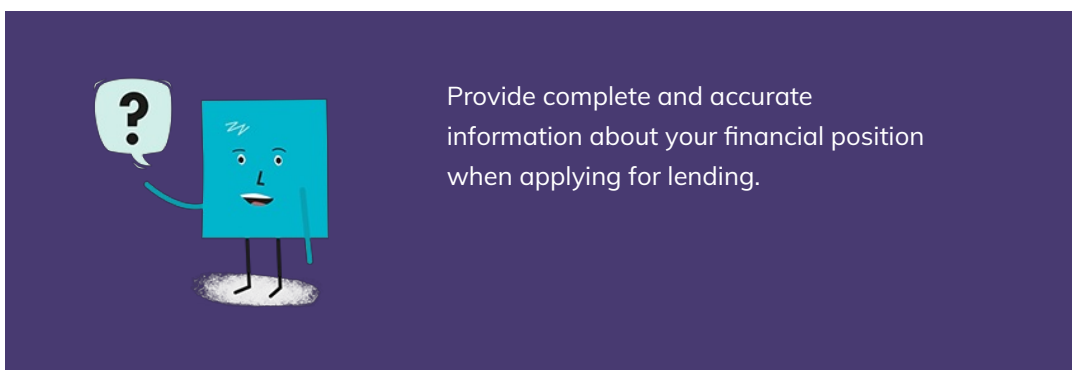 ?
Provide complete and accurate
information about your financial position
when applying for lending.